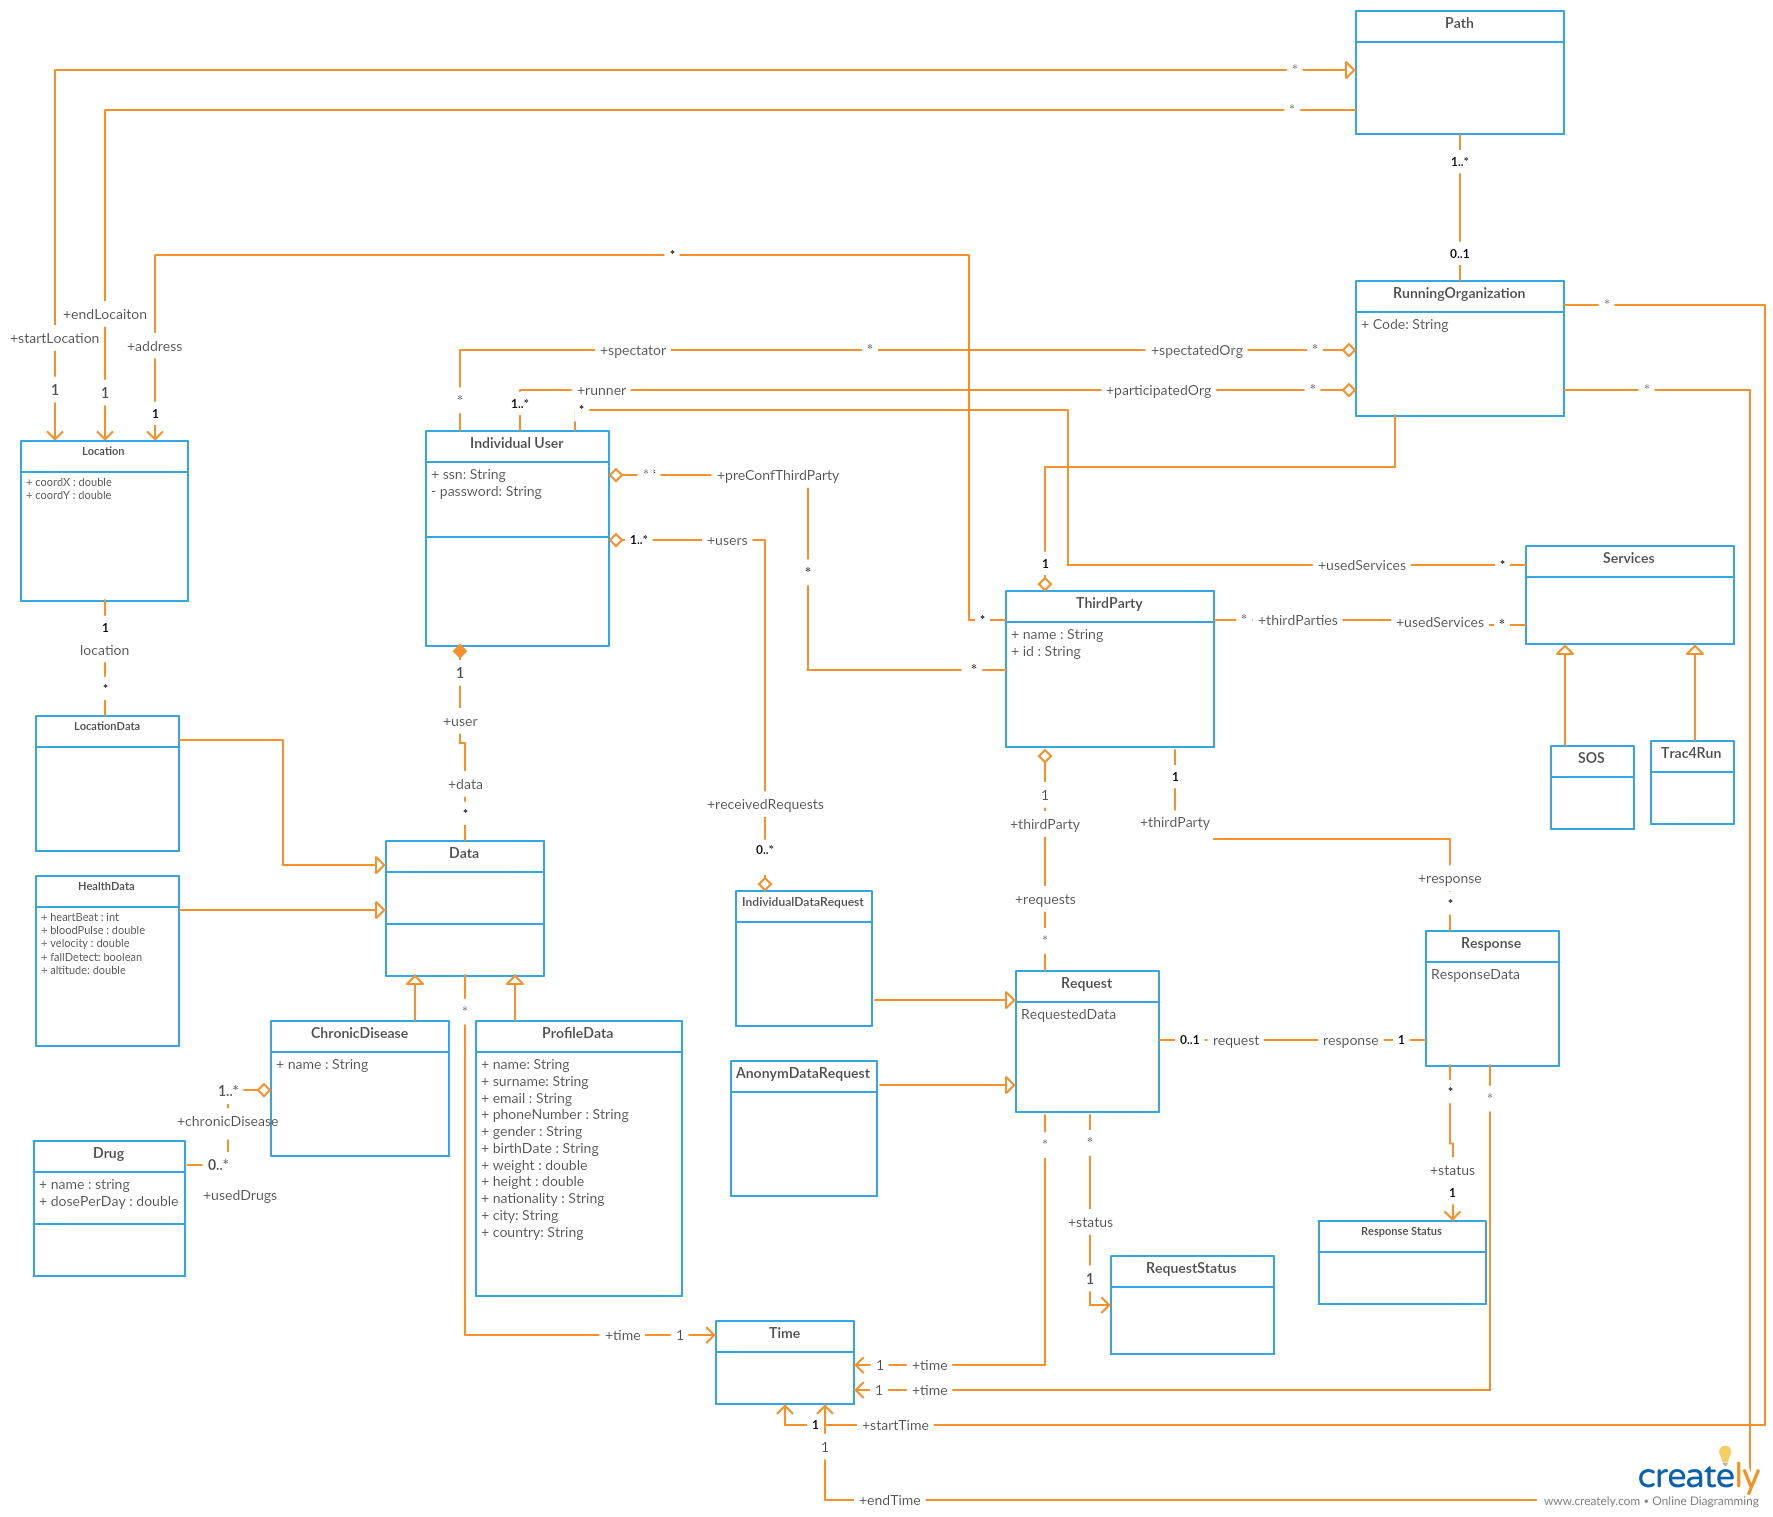 Path
*
*
1..*
0..1
RunningOrganization
+ Code: String
*
*
*
+endLocaiton
+startLocation
+address
1
1
1
+spectator
*
+spectatedOrg
*
*
+runner
+participatedOrg
*
1..*
*
Location
+ coordX : double
+ coordY : double
Individual User
+ ssn: String
- password: String
* *
+preConfThirdParty
*
*
1..*
+users
+usedServices
*
Services
1
ThirdParty
+ name : String
+ id : String
*
*
+thirdParties
+usedServices
*
1
location
*
1
+user
+data
*
LocationData
SOS
Trac4Run
+receivedRequests
0..*
1
+thirdParty
+requests
*
1
+thirdParty
+response
*
Data
HealthData
+ heartBeat : int
+ bloodPulse : double
+ velocity : double
+ fallDetect: boolean
+ altitude: double
IndividualDataRequest
Request
RequestedData
Response
ResponseData
0..1
request
response
1
AnonymDataRequest
*
ChronicDisease
+ name : String
ProfileData
+ name: String
+ surname: String
+ email : String
+ phoneNumber : String
+ gender : String
+ birthDate : String
+ weight : double
+ height : double
+ nationality : String
+ city: String
+ country: String
1..*
+chronicDisease
0..*
+usedDrugs
Drug
+ name : string
+ dosePerDay : double
*
*
+status
1
RequestStatus
*
*
+status
1
Response Status
+time
1
Time
1
+time
1
+time
1
+startTime
1
+endTime
creately
www.creately.com • Online Diagramming